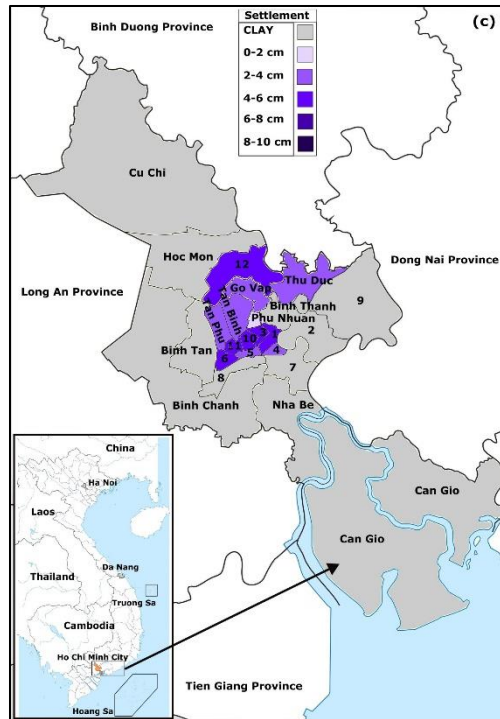 Binh Duong Province
Settlement
CLAY
0-2 cm
2-4 cm
4-6 cm
6-8 cm
8-10 cm
(c)
Cu Chi
Hoc Mon
12
Thu Duc
Dong Nai Province
Go Vap
Long An Province
Tan Binh
Binh Thanh
9
Tan Phu
Phu Nhuan
3
1
2
10
11
Binh Tan
6
5
4
8
7
Binh Chanh
Nha Be
China
Ha Noi
Can Gio
Laos
Can Gio
Da Nang
Thailand
Truong Sa
Cambodia
Ho Chi Minh City
Tien Giang Province
Hoang Sa